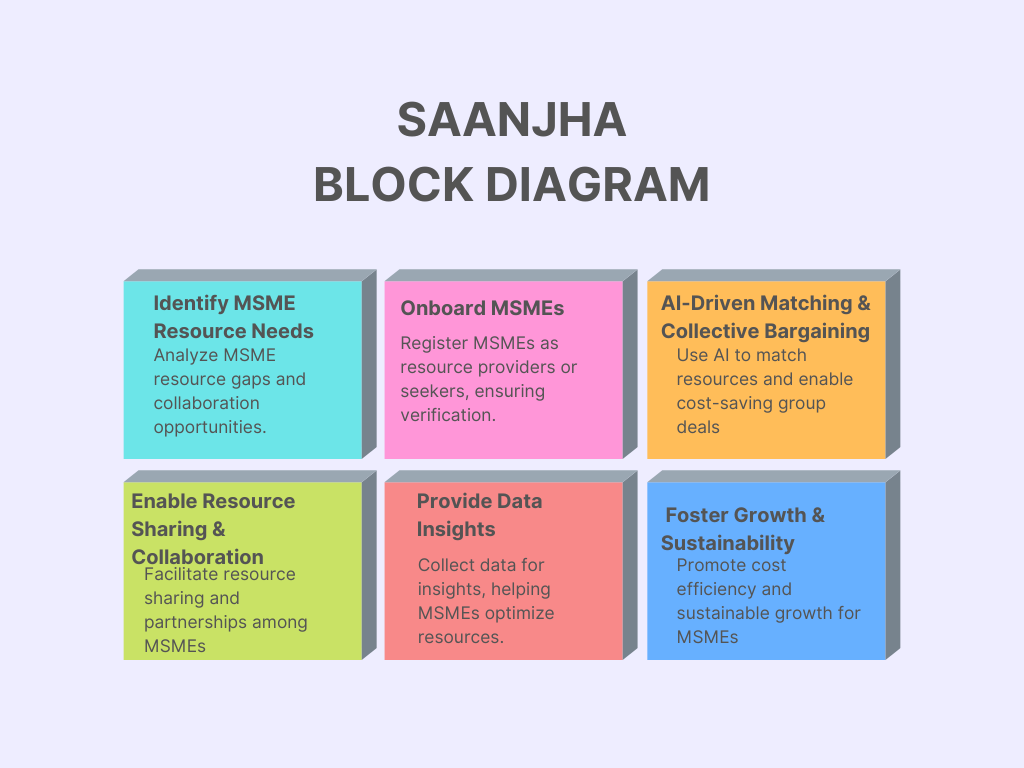 SAANJHA
BLOCK DIAGRAM
Identify MSME
Resource Needs
Analyze MSME
resource gaps and
collaboration
opportunities.
Onboard MSMEs
Register MSMEs as
resource providers or
seekers, ensuring
verification.
AI-Driven Matching &
Collective Bargaining
Use AI to match
resources and enable
cost-saving group
deals
Enable Resource
Sharing &
Collaboration
Facilitate resource
sharing and
partnerships among
MSMEs
Provide Data
Insights
Collect data for
insights, helping
MSMEs optimize
resources.
Foster Growth &
Sustainability
Promote cost
efficiency and
sustainable growth for
MSMEs